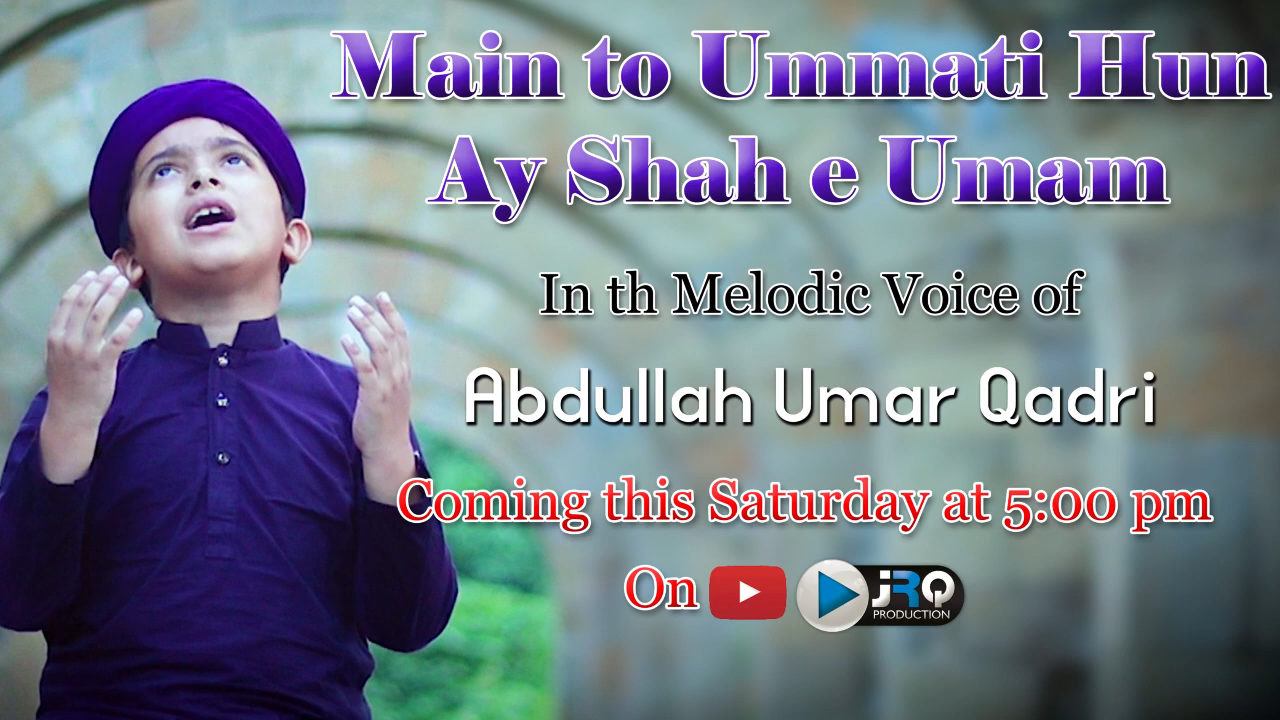 Main to Ummati Hun
Ay Shah e Umam
In th Melodic Voice of
Abdullah Umar Qadri
Coming this Saturday at 5:00 pm
On
JRQ
PRODUCTION